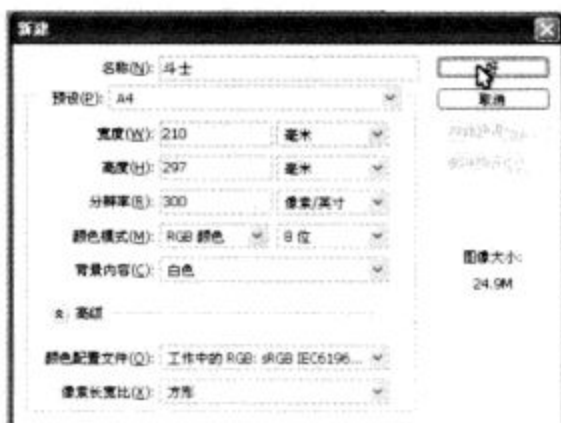 新建
名称(N): 斗士
预设(P): A4
取消
宽度(W): 210 毫米
高度(H): 297 毫米
分辨率(R): 300 像素/英寸
颜色模式(M): RGB 颜色 8 位
背景内容(C): 白色
图像大小:
24.9M
高级
颜色配置文件(O): 工作中的 RGB: sRGB IEC6196...
像素长宽比(X): 方形